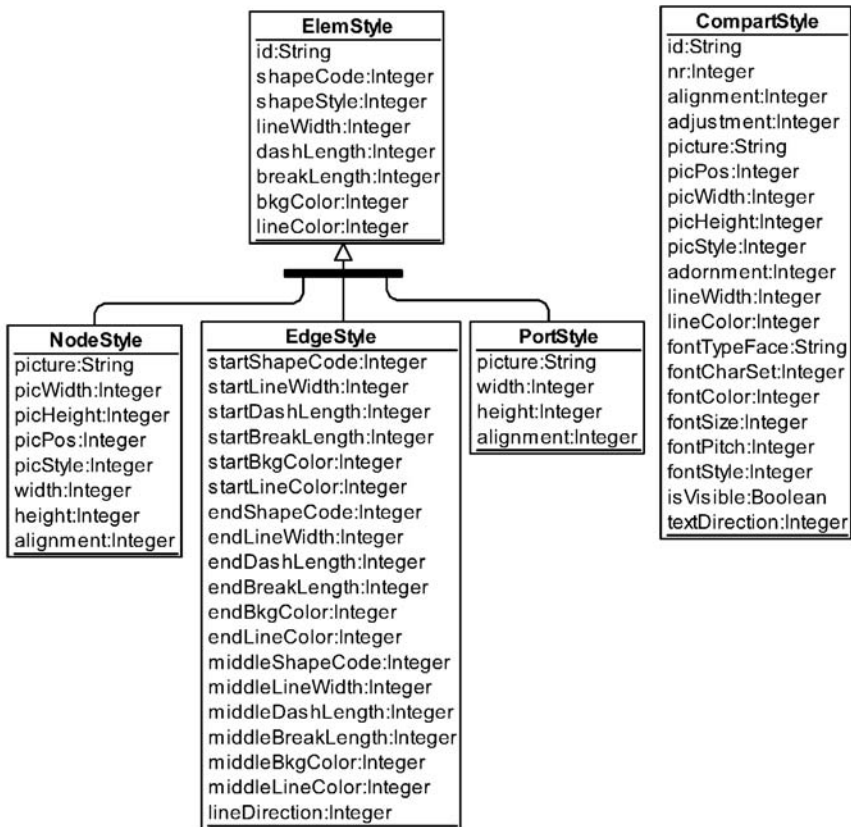 ElemStyle
id:String
shapeCode:Integer
shapeStyle:Integer
lineWidth:Integer
dashLength:Integer
breakLength:Integer
bkgColor:Integer
lineColor:Integer
NodeStyle
picture:String
picWidth:Integer
picHeight:Integer
picPos:Integer
picStyle:Integer
width:Integer
height:Integer
alignment:Integer
EdgeStyle
startShapeCode:Integer
startLineWidth:Integer
startDashLength:Integer
startBreakLength:Integer
startBkgColor:Integer
startLineColor:Integer
endShapeCode:Integer
endLineWidth:Integer
endDashLength:Integer
endBreakLength:Integer
endBkgColor:Integer
endLineColor:Integer
middleShapeCode:Integer
middleLineWidth:Integer
middleDashLength:Integer
middleBreakLength:Integer
middleBkgColor:Integer
middleLineColor:Integer
lineDirection:Integer
PortStyle
picture:String
width:Integer
height:Integer
alignment:Integer
CompartStyle
id:String
nr:Integer
alignment:Integer
adjustment:Integer
picture:String
picPos:Integer
picWidth:Integer
picHeight:Integer
picStyle:Integer
adornment:Integer
lineWidth:Integer
lineColor:Integer
fontTypeFace:String
fontCharSet:Integer
fontColor:Integer
fontSize:Integer
fontPitch:Integer
fontStyle:Integer
isVisible:Boolean
textDirection:Integer